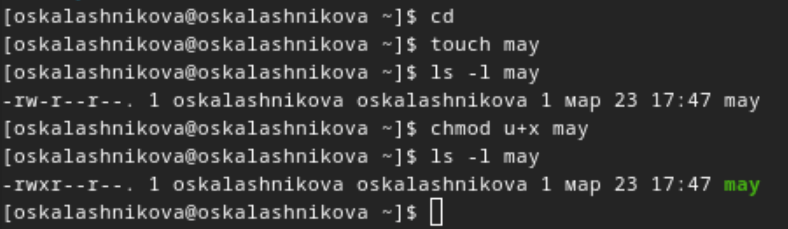 [oskalashnikova@oskalashnikova ~]$ cd
[oskalashnikova@oskalashnikova ~]$ touch may
[oskalashnikova@oskalashnikova ~]$ ls -l may
-rw-r--r--. 1 oskalashnikova oskalashnikova 1 мар 23 17:47 may
[oskalashnikova@oskalashnikova ~]$ chmod u+x may
[oskalashnikova@oskalashnikova ~]$ ls -l may
-rwxr--r--. 1 oskalashnikova oskalashnikova 1 мар 23 17:47 may
[oskalashnikova@oskalashnikova ~]$